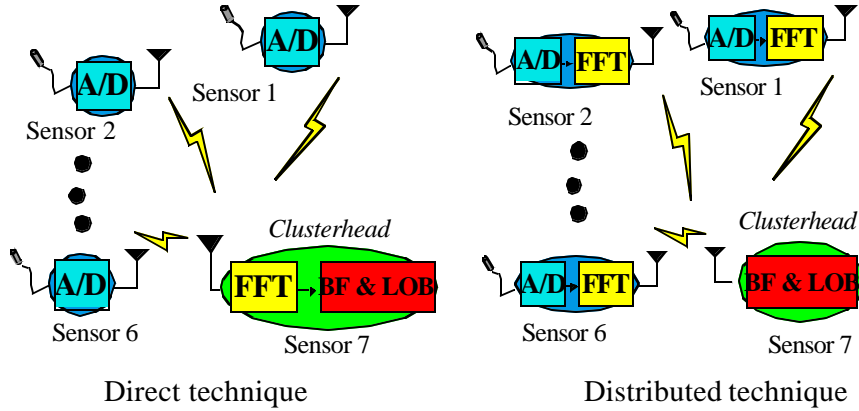 A/D
Sensor 1
A/D
Sensor 2
A/D
Sensor 6
Clusterhead
FFT
BF & LOB
Sensor 7
Direct technique
A/D
FFT
Sensor 1
A/D
FFT
Sensor 2
A/D
FFT
Sensor 6
Clusterhead
BF & LOB
Sensor 7
Distributed technique